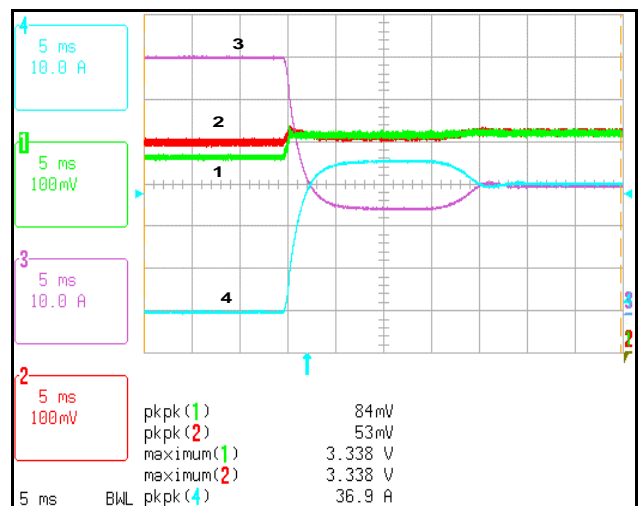 4
5 ms
10.0 A
1
5 ms
100mV
3
5 ms
10.0 A
2
5 ms
100mV
5 ms BWL
3
2
1
4
3
2
pkpk(1) 84mV
pkpk(2) 53mV
maximum(1) 3.338 V
maximum(2) 3.338 V
pkpk(4) 36.9 A